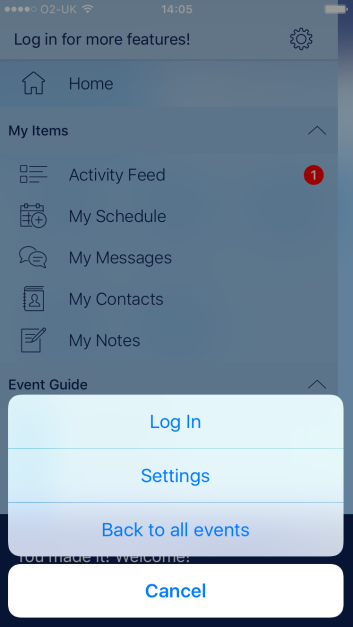 O2-UK 14:05
Log in for more features!
Home
My Items
Activity Feed 1
My Schedule
My Messages
My Contacts
My Notes
Event Guide
Log In
Settings
Back to all events
You made it! Welcome!
Cancel